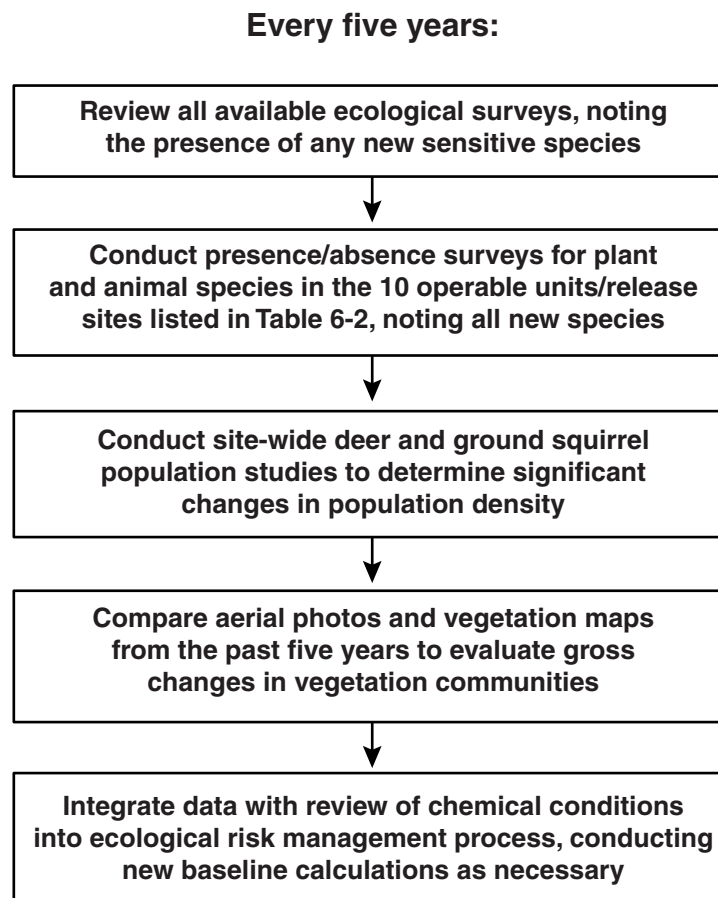 Every five years:
Review all available ecological surveys, noting
the presence of any new sensitive species
Conduct presence/absence surveys for plant
and animal species in the 10 operable units/release
sites listed in Table 6-2, noting all new species
Conduct site-wide deer and ground squirrel
population studies to determine significant
changes in population density
Compare aerial photos and vegetation maps
from the past five years to evaluate gross
changes in vegetation communities
Integrate data with review of chemical conditions
into ecological risk management process, conducting
new baseline calculations as necessary